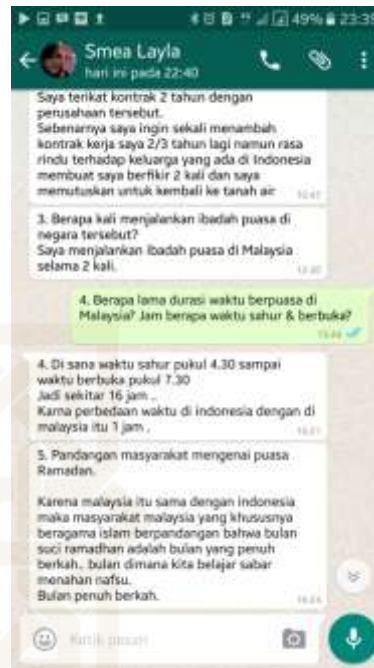 49% 23:39
Smea Layla
hari ini pada 22:40
Saya terikat kontrak 2 tahun dengan
perusahaan tersebut.
Sebenarnya saya ingin sekali menambah
kontrak kerja saya 2/3 tahun lagi namun rasa
rindu terhadap keluarga yang ada di Indonesia
membuat saya berfikir 2 kali dan saya
memutuskan untuk kembali ke tanah air
3. Berapa kali menjalankan ibadah puasa di
negara tersebut?
Saya menjalankan ibadah puasa di Malaysia
selama 2 kali.
4. Berapa lama durasi waktu berpuasa di
Malaysia? Jam berapa waktu sahur & berbuka?
4. Di sana waktu sahur pukul 4.30 sampai
waktu berbuka pukul 7.30
Jadi sekitar 16 jam ..
Karna perbedaan waktu di indonesia dengan di
malaysia itu 1 jam .
5. Pandangan masyarakat mengenai puasa
Ramadan.
Karena malaysia itu sama dengan indonesia
maka masyarakat malaysia yang khususnya
beragama islam berpandangan bahwa bulan
suci ramadhan adalah bulan yang penuh
berkah.. bulan dimana kita belajar sabar
menahan nafsu.
Bulan penuh berkah.
Ketik pesan